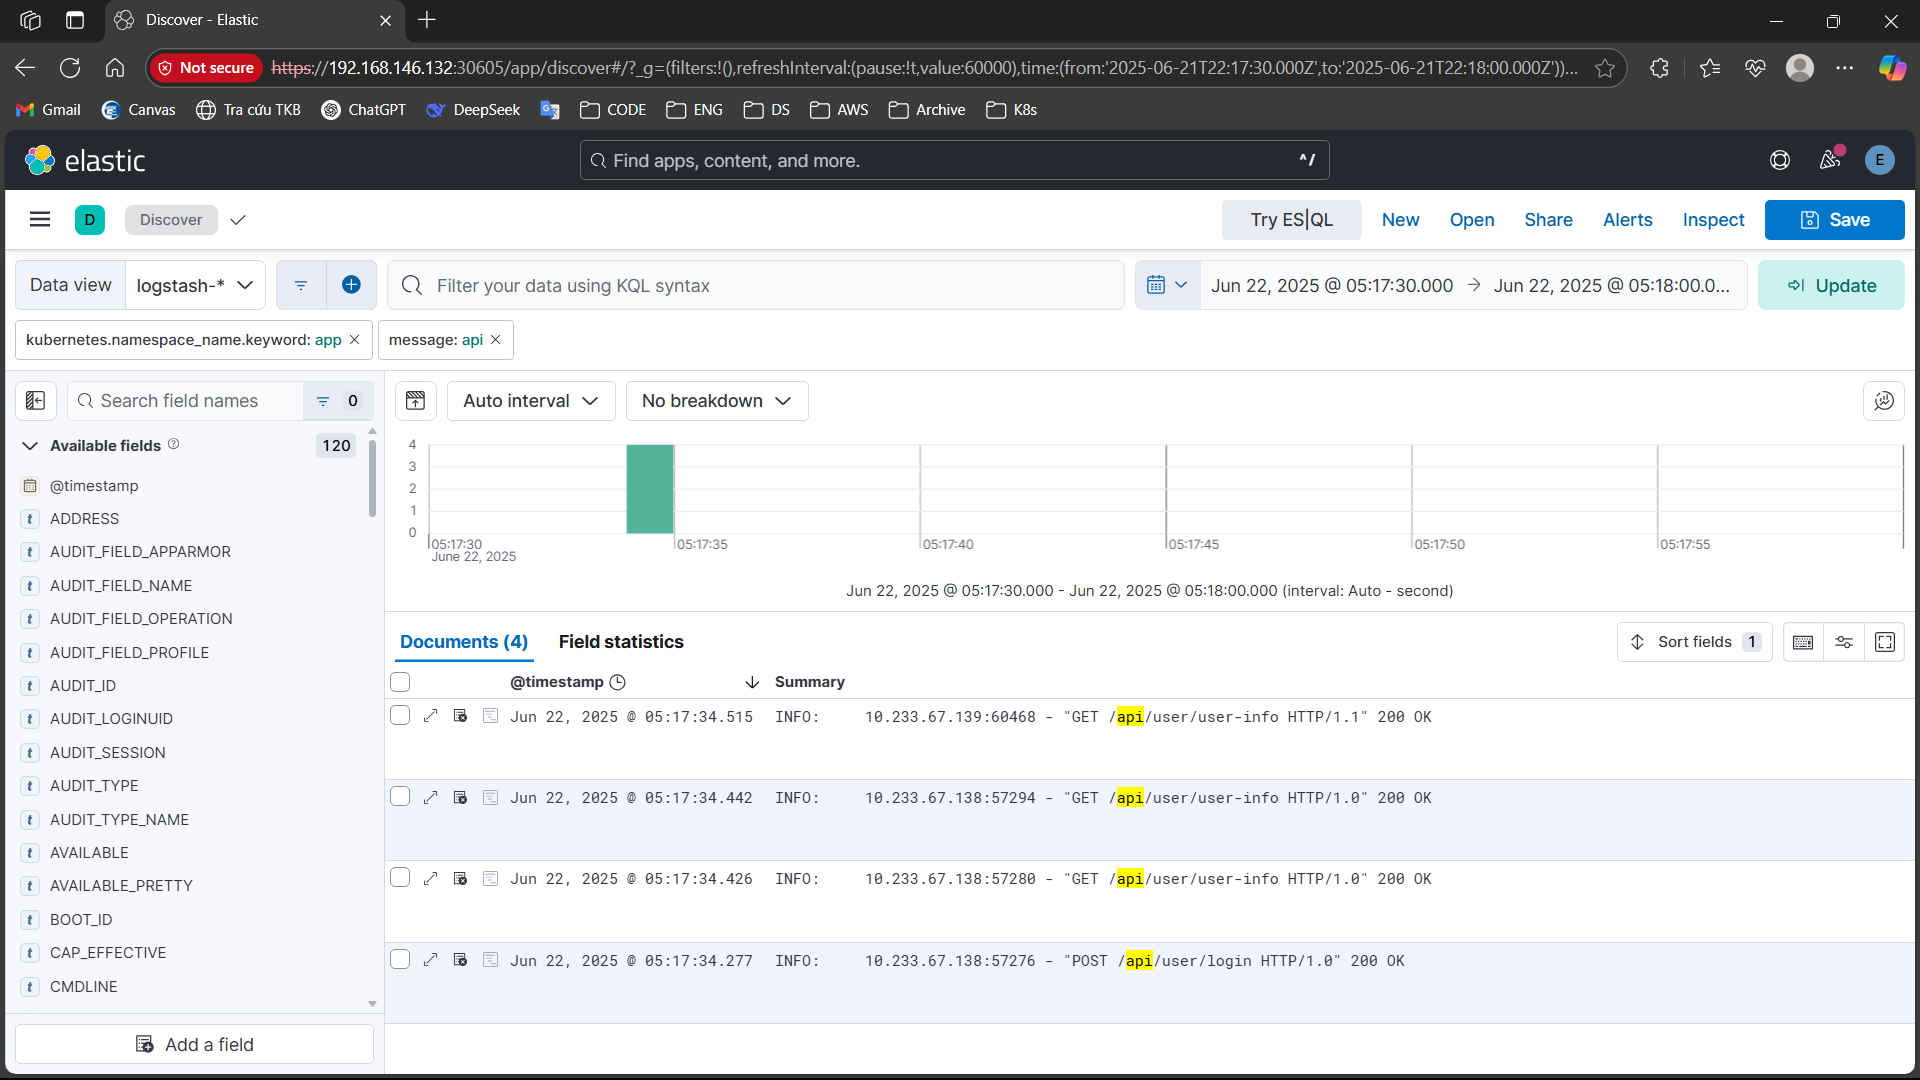 Discover - Elastic
Not secure https://192.168.146.132:30605/app/discover#/?_g=(filters:!(),refreshInterval:(pause:!t,value:60000),time:(from:'2025-06-21T22:17:30.000Z',to:'2025-06-21T22:18:00.000Z'))...
Gmail Canvas Tra cứu TKB ChatGPT DeepSeek CODE ENG DS AWS Archive K8s
elastic Find apps, content, and more. ^/ E
D Discover Try ES|QL New Open Share Alerts Inspect Save
Data view logstash-* Filter your data using KQL syntax Jun 22, 2025 @ 05:17:30.000 → Jun 22, 2025 @ 05:18:00.0... Update
kubernetes.namespace_name.keyword: app × message: api ×
Search field names 0 Auto interval No breakdown
Available fields 120
@timestamp
ADDRESS
AUDIT_FIELD_APPARMOR
AUDIT_FIELD_NAME
AUDIT_FIELD_OPERATION
AUDIT_FIELD_PROFILE
AUDIT_ID
AUDIT_LOGINUID
AUDIT_SESSION
AUDIT_TYPE
AUDIT_TYPE_NAME
AVAILABLE
AVAILABLE_PRETTY
BOOT_ID
CAP_EFFECTIVE
CMDLINE
Add a field
4
3
2
1
0
05:17:30 05:17:35 05:17:40 05:17:45 05:17:50 05:17:55
June 22, 2025
Jun 22, 2025 @ 05:17:30.000 - Jun 22, 2025 @ 05:18:00.000 (interval: Auto - second)
Documents (4) Field statistics Sort fields 1
@timestamp Summary
Jun 22, 2025 @ 05:17:34.515 INFO: 10.233.67.139:60468 - "GET /api/user/user-info HTTP/1.1" 200 OK
Jun 22, 2025 @ 05:17:34.442 INFO: 10.233.67.138:57294 - "GET /api/user/user-info HTTP/1.0" 200 OK
Jun 22, 2025 @ 05:17:34.426 INFO: 10.233.67.138:57280 - "GET /api/user/user-info HTTP/1.0" 200 OK
Jun 22, 2025 @ 05:17:34.277 INFO: 10.233.67.138:57276 - "POST /api/user/login HTTP/1.0" 200 OK